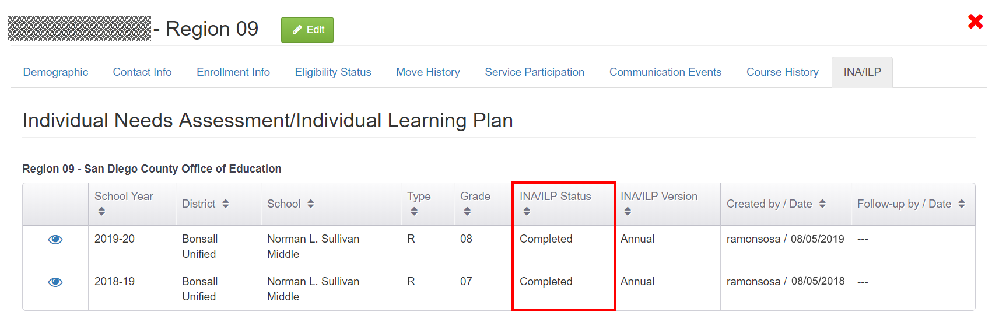 - Region 09 Edit
Demographic Contact Info Enrollment Info Eligibility Status Move History Service Participation Communication Events Course History INA/ILP
Individual Needs Assessment/Individual Learning Plan
Region 09 - San Diego County Office of Education
School Year District School Type Grade INA/ILP Status INA/ILP Version Created by / Date Follow-up by / Date
2019-20 Bonsall Norman L. Sullivan R 08 Completed Annual ramonsosa / 08/05/2019 ---
Unified Middle
2018-19 Bonsall Norman L. Sullivan R 07 Completed Annual ramonsosa / 08/05/2018 ---
Unified Middle